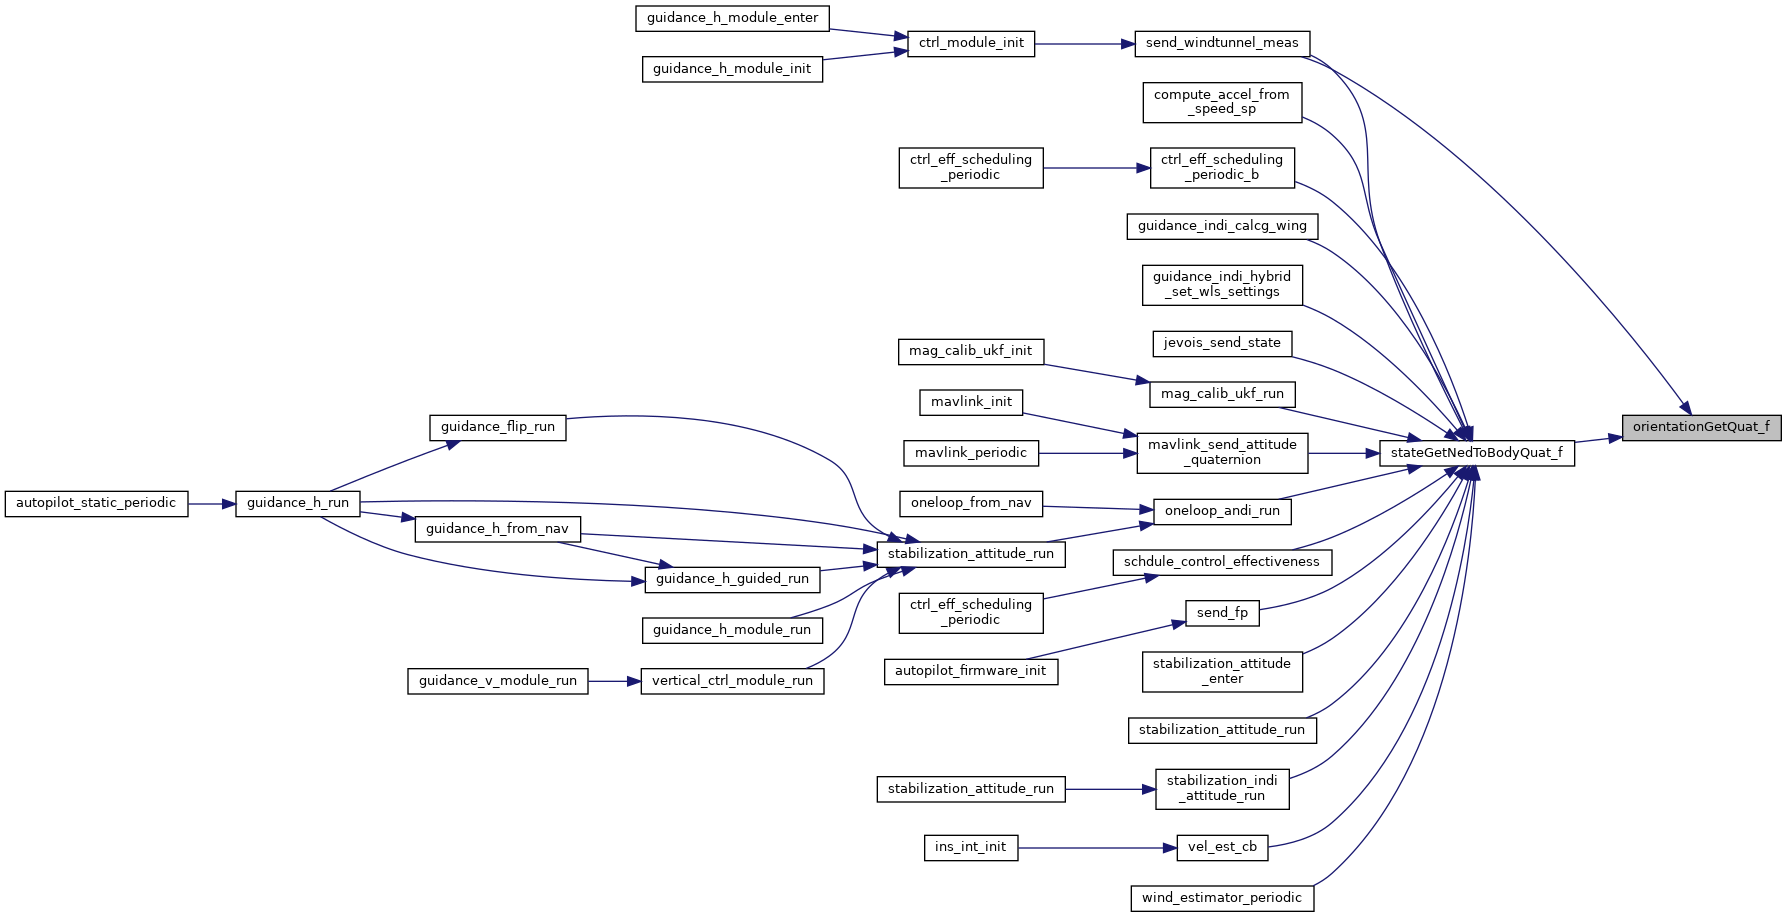 guidance_h_module_enter
ctrl_module_init
send_windtunnel_meas
guidance_h_module_init
compute_accel_from
_speed_sp
ctrl_eff_scheduling
_periodic
ctrl_eff_scheduling
_periodic_b
guidance_indi_calcg_wing
guidance_indi_hybrid
_set_wls_settings
jevois_send_state
mag_calib_ukf_init
mag_calib_ukf_run
mavlink_init
mavlink_send_attitude
_quaternion
mavlink_periodic
guidance_flip_run
orientationGetQuat_f
stateGetNedToBodyQuat_f
autopilot_static_periodic
guidance_h_run
oneloop_from_nav
oneloop_andi_run
guidance_h_from_nav
stabilization_attitude_run
schdule_control_effectiveness
guidance_h_guided_run
ctrl_eff_scheduling
_periodic
send_fp
guidance_h_module_run
autopilot_firmware_init
stabilization_attitude
_enter
guidance_v_module_run
vertical_ctrl_module_run
stabilization_attitude_run
stabilization_attitude_run
stabilization_indi
_attitude_run
ins_int_init
vel_est_cb
wind_estimator_periodic